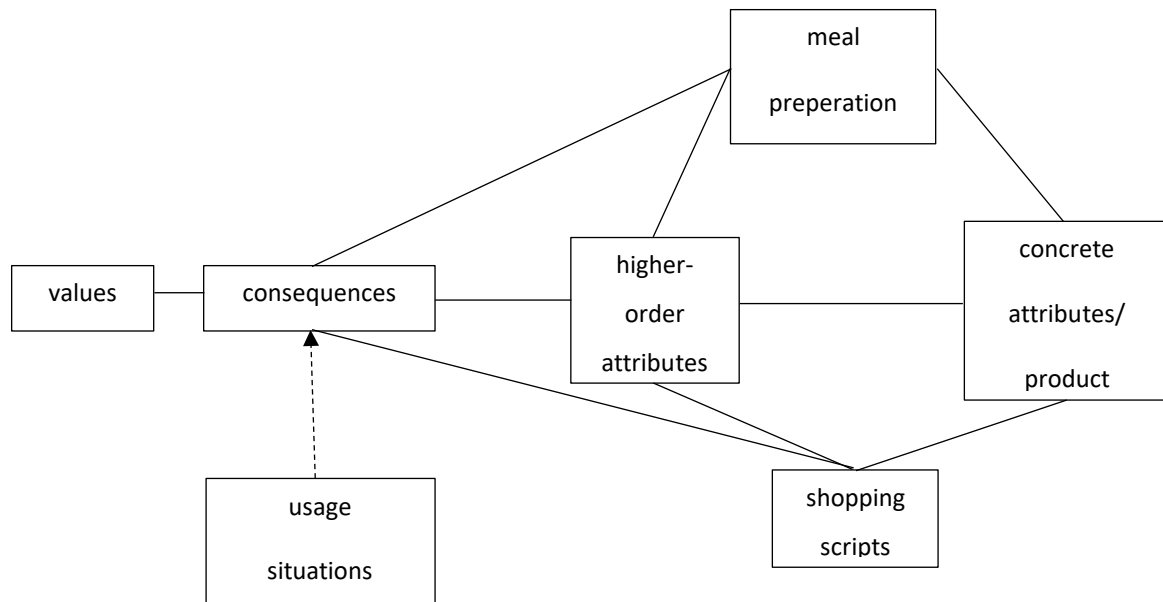 meal
preperation
values
consequences
higher-
order
attributes
concrete
attributes/
product
usage
situations
shopping
scripts